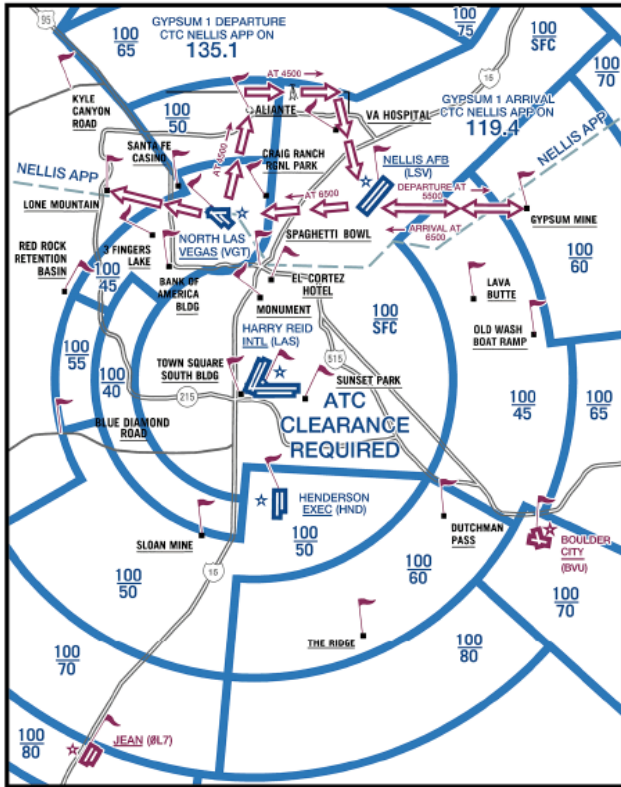 95
100
65
GYPSUM 1 DEPARTURE
CTC NELLIS APP ON
135.1
100
75
100
SFC
15
100
70
KYLE
CANYON
ROAD
100
50
AT 4500
ALIANTE
VA HOSPITAL
GYPSUM 1 ARRIVAL
CTC NELLIS APP ON
119.4
SANTA FE
CASINO
AT 4500
CRAIG RANCH
RGNL PARK
NELLIS AFB
(LSV)
NELLIS APP
NELLIS APP
LONE MOUNTAIN
AT 6500
DEPARTURE AT
5500
ARRIVAL AT
6500
GYPSUM MINE
NORTH LAS
VEGAS (VGT)
SPAGHETTI BOWL
RED ROCK
RETENTION
BASIN
3 FINGERS
LAKE
100
45
BANK OF
AMERICA
BLDG
EL CORTEZ
HOTEL
MONUMENT
100
60
LAVA
BUTTE
OLD WASH
BOAT RAMP
100
SFC
100
55
100
40
HARRY REID
INTL (LAS)
TOWN SQUARE
SOUTH BLDG
515
215
SUNSET PARK
ATC
CLEARANCE
REQUIRED
100
45
100
65
BLUE DIAMOND
ROAD
HENDERSON
EXEC (HND)
SLOAN MINE
100
50
DUTCHMAN
PASS
BOULDER
CITY
(BVU)
100
50
15
100
60
100
70
THE RIDGE
100
80
100
70
100
80
JEAN (ØL7)